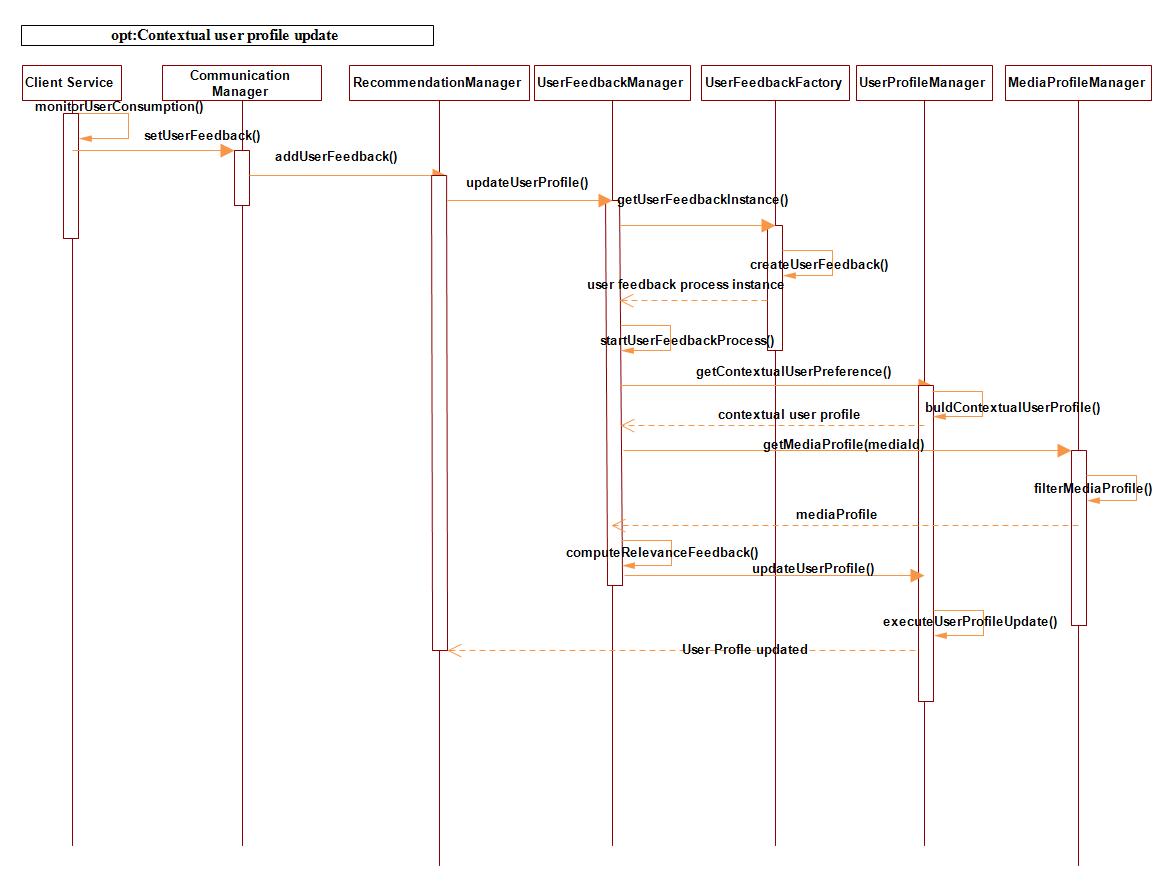 opt:Contextual user profile update
Client Service
Communication
Manager
RecommendationManager
UserFeedbackManager
UserFeedbackFactory
UserProfileManager
MediaProfileManager
monitorUserConsumption()
setUserFeedback()
addUserFeedback()
updateUserProfile()
getUserFeedbackInstance()
createUserFeedback()
user feedback process instance
startUserFeedbackProcess()
getContextualUserPreference()
buldContextualUserProfile()
contextual user profile
getMediaProfile(mediaId)
filterMediaProfile()
mediaProfile
computeRelevanceFeedback()
updateUserProfile()
executeUserProfileUpdate()
User Profle updated